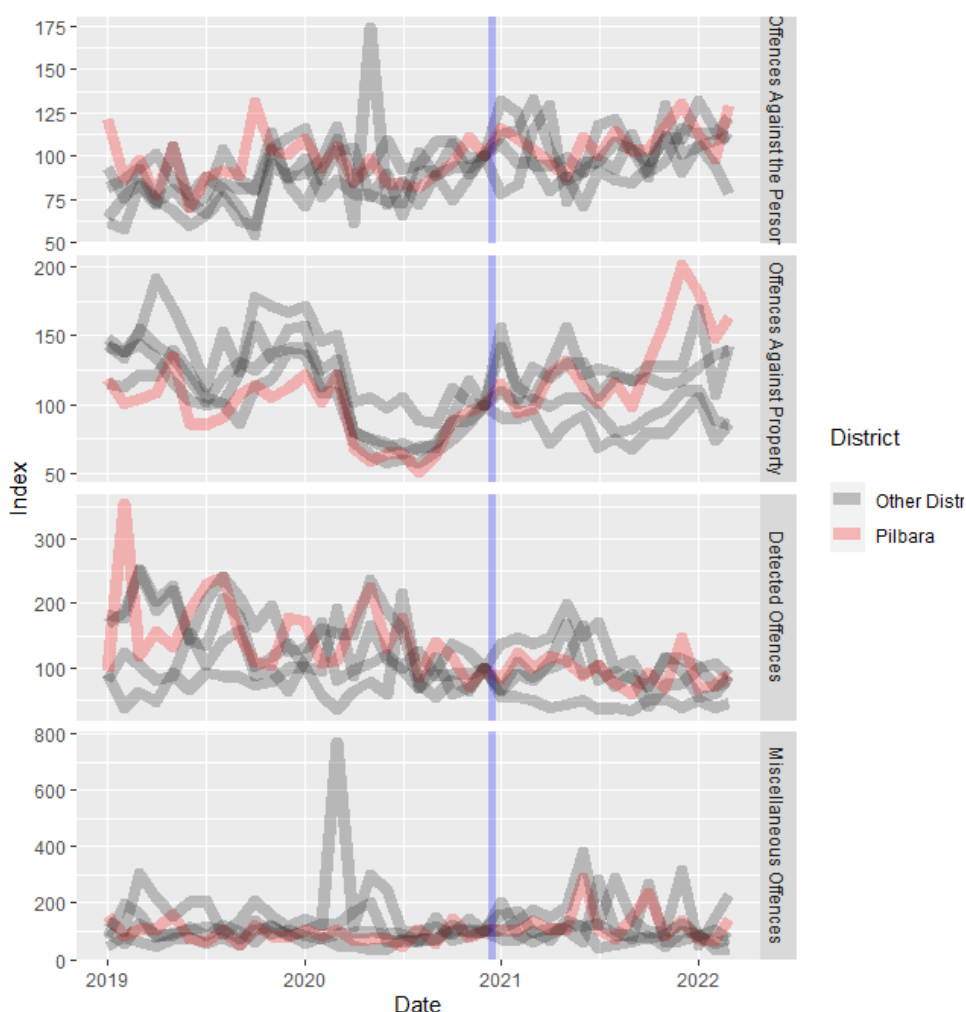 175
150
125
100
75
50
Offences Against the Person
200
150
100
50
Offences Against Property
300
200
100
Detected Offences
800
600
400
200
0
Miscellaneous Offences
2019
2020
2021
2022
Date
Index
District
Other Distr
Pilbara